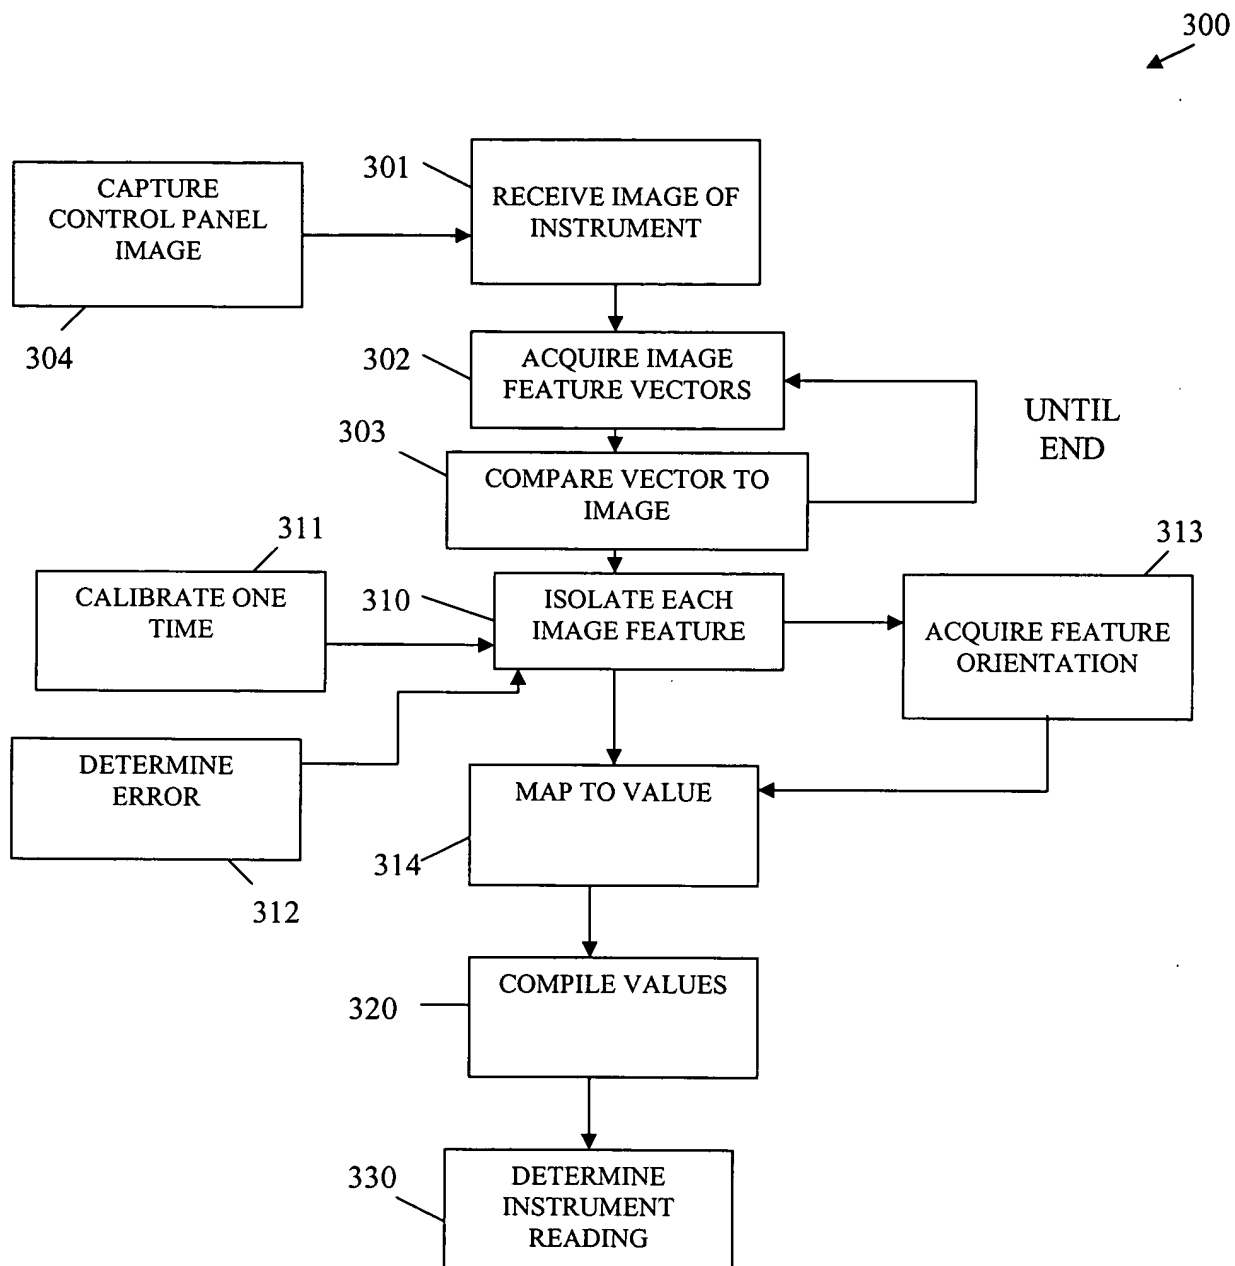 300
301
CAPTURE
CONTROL PANEL
IMAGE
RECEIVE IMAGE OF
INSTRUMENT
304
302
ACQUIRE IMAGE
FEATURE VECTORS
UNTIL
END
303
COMPARE VECTOR TO
IMAGE
311
313
CALIBRATE ONE
TIME
310
ISOLATE EACH
IMAGE FEATURE
ACQUIRE FEATURE
ORIENTATION
DETERMINE
ERROR
MAP TO VALUE
314
312
COMPILE VALUES
320
330
DETERMINE
INSTRUMENT
READING